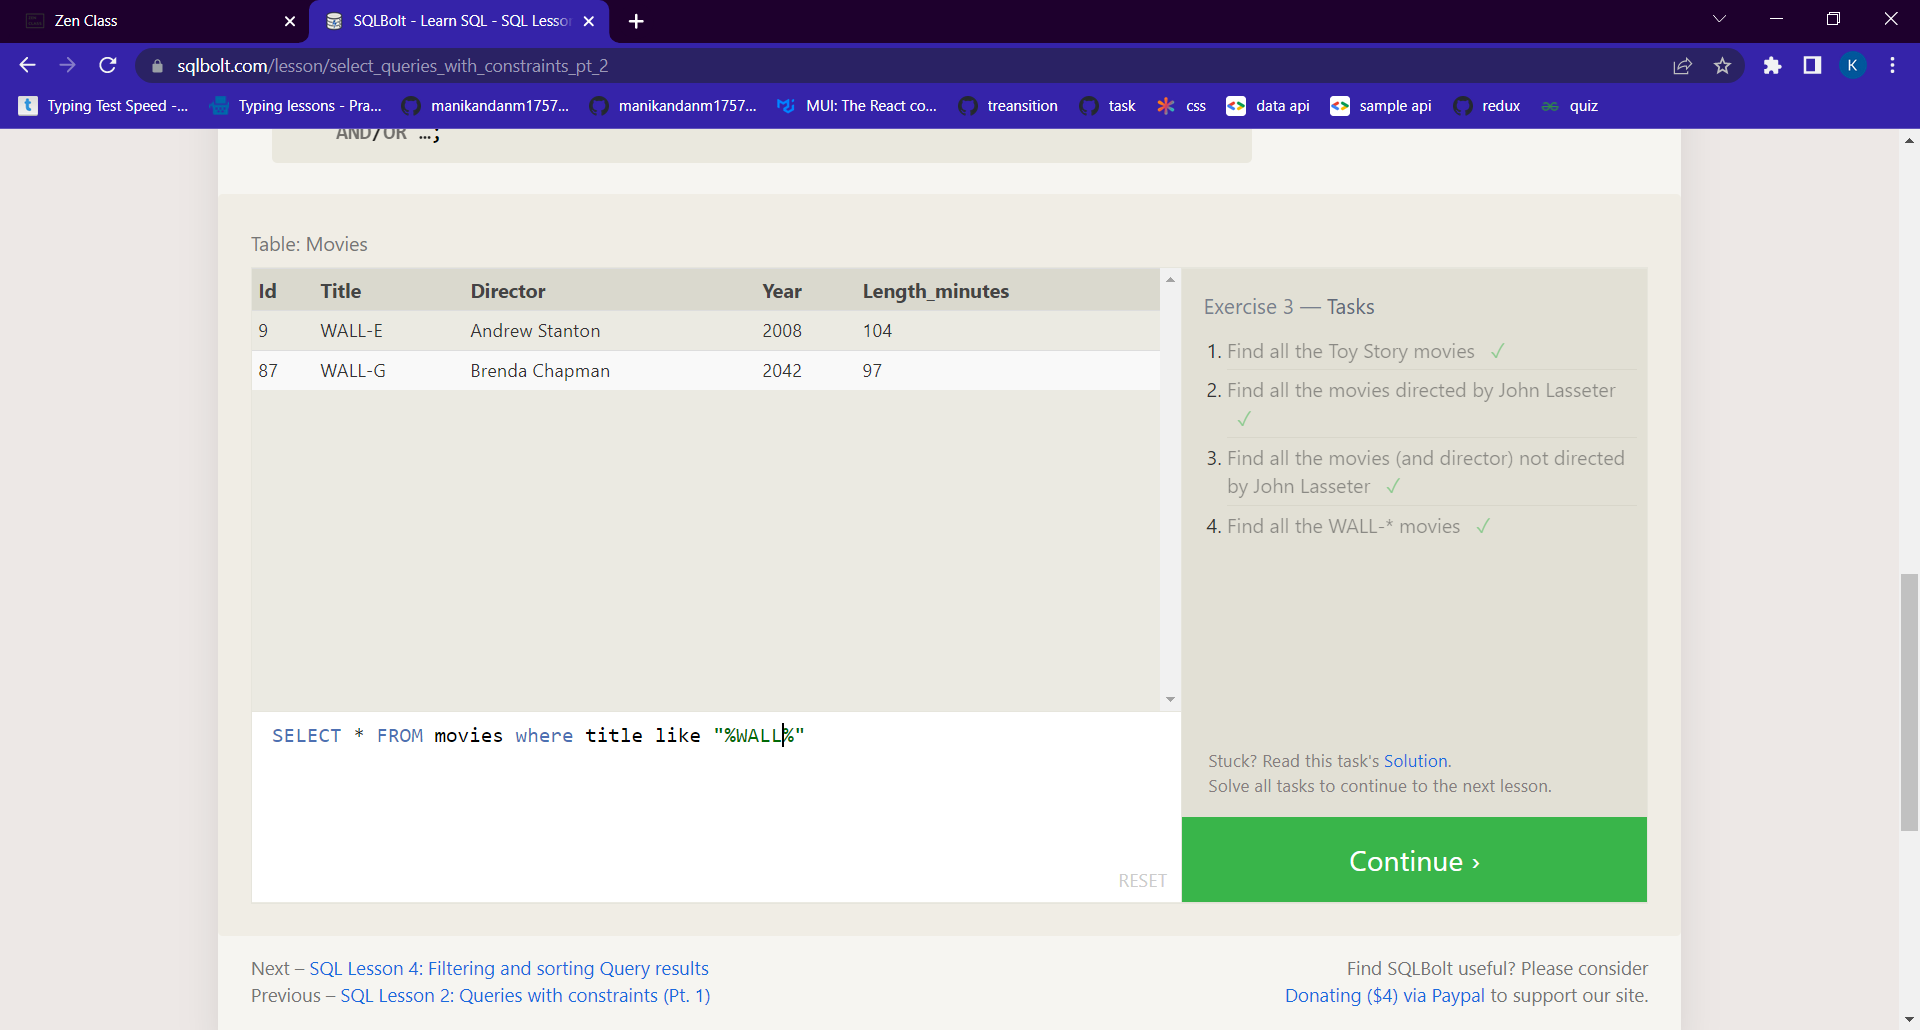 Zen Class
SQLBolt - Learn SQL - SQL Lesson
sqlbolt.com/lesson/select_queries_with_constraints_pt_2
K
Typing Test Speed -...
Typing lessons - Pra...
manikandanm1757...
manikandanm1757...
MUI: The React co...
treansition
task
css
data api
sample api
redux
quiz
AND/OR …;
Table: Movies
Id Title Director Year Length_minutes
9 WALL-E Andrew Stanton 2008 104
87 WALL-G Brenda Chapman 2042 97
SELECT * FROM movies where title like "%WALL%"
RESET
Exercise 3 — Tasks
1. Find all the Toy Story movies ✓
2. Find all the movies directed by John Lasseter
✓
3. Find all the movies (and director) not directed
by John Lasseter ✓
4. Find all the WALL-* movies ✓
Stuck? Read this task's Solution.
Solve all tasks to continue to the next lesson.
Continue ›
Next – SQL Lesson 4: Filtering and sorting Query results
Previous – SQL Lesson 2: Queries with constraints (Pt. 1)
Find SQLBolt useful? Please consider
Donating ($4) via Paypal to support our site.